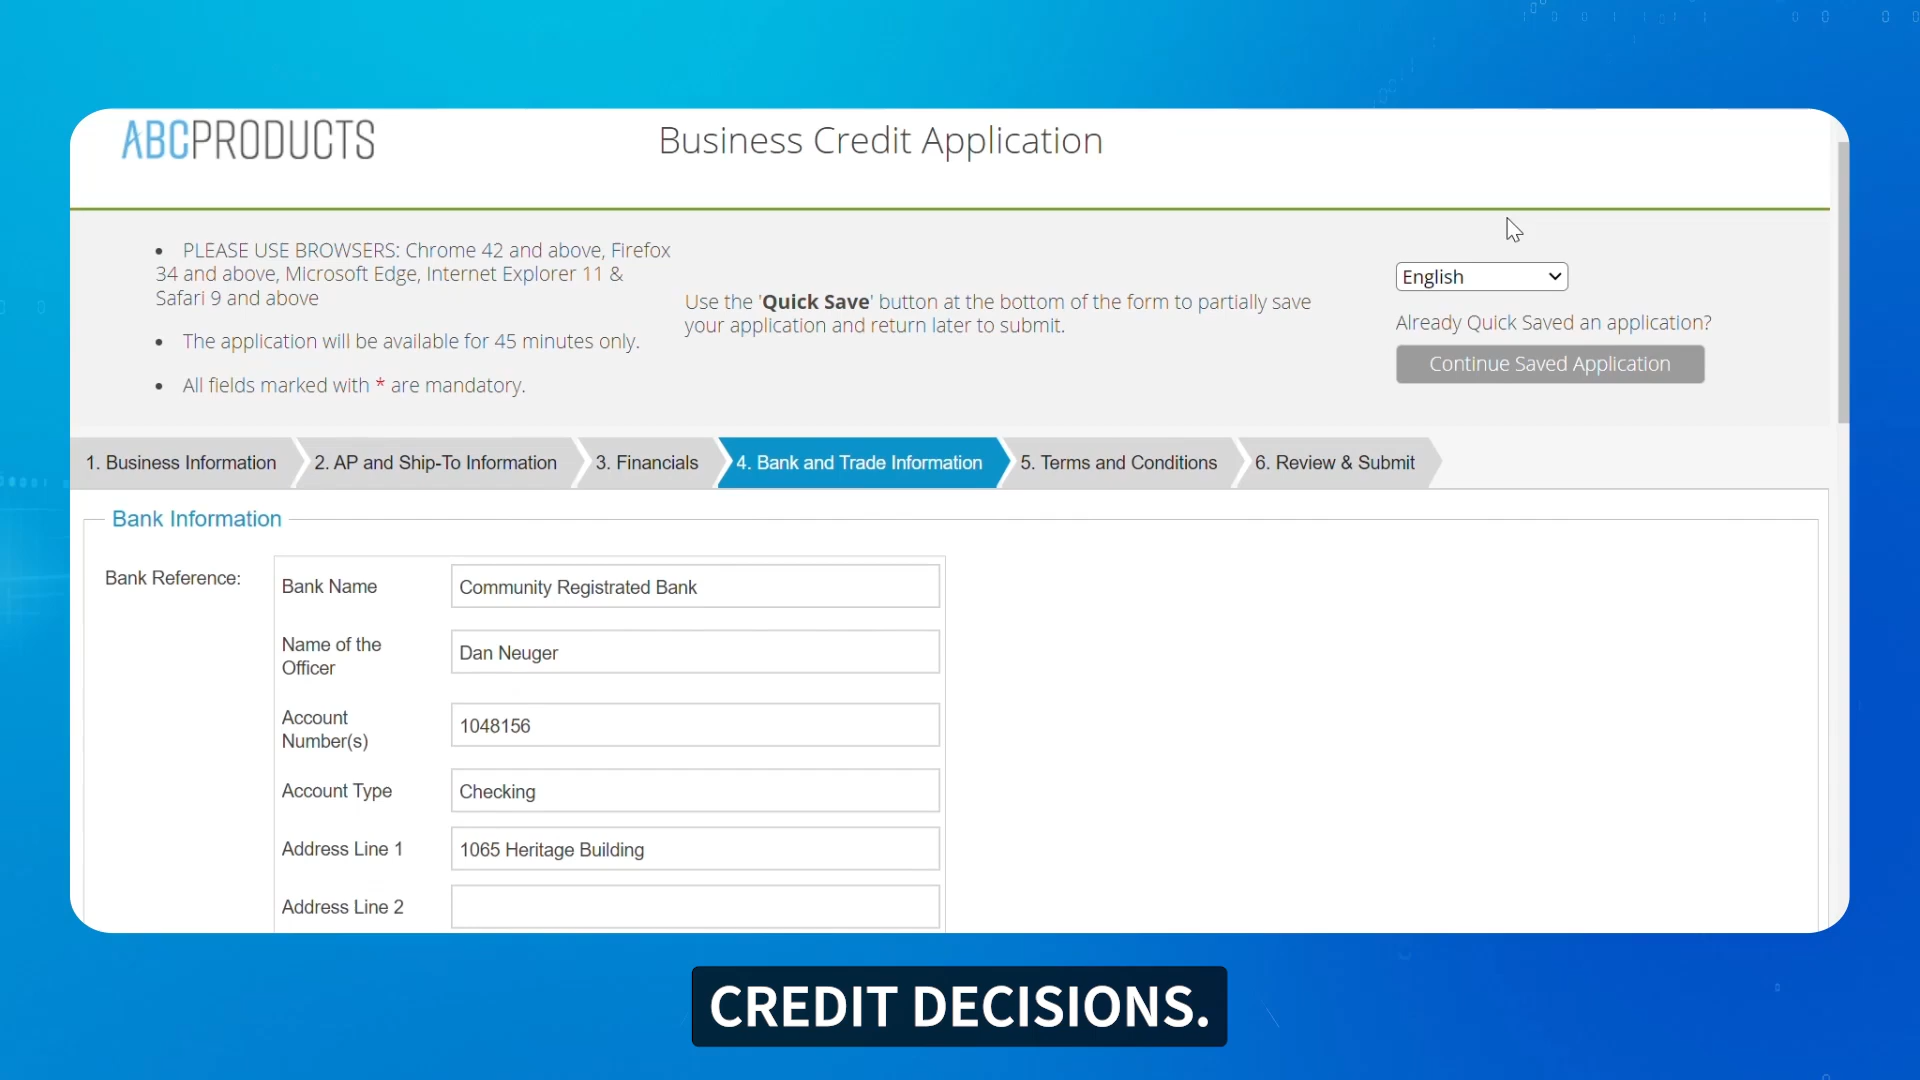 ABCPRODUCTS
Business Credit Application
• PLEASE USE BROWSERS: Chrome 42 and above, Firefox
34 and above, Microsoft Edge, Internet Explorer 11 &
Safari 9 and above
• The application will be available for 45 minutes only.
• All fields marked with * are mandatory.
Use the 'Quick Save' button at the bottom of the form to partially save
your application and return later to submit.
English
Already Quick Saved an application?
Continue Saved Application
1. Business Information
2. AP and Ship-To Information
3. Financials
4. Bank and Trade Information
5. Terms and Conditions
6. Review & Submit
Bank Information
Bank Reference:
Bank Name
Community Registrated Bank
Name of the
Officer
Dan Neuger
Account
Number(s)
1048156
Account Type
Checking
Address Line 1
1065 Heritage Building
Address Line 2
CREDIT DECISIONS.